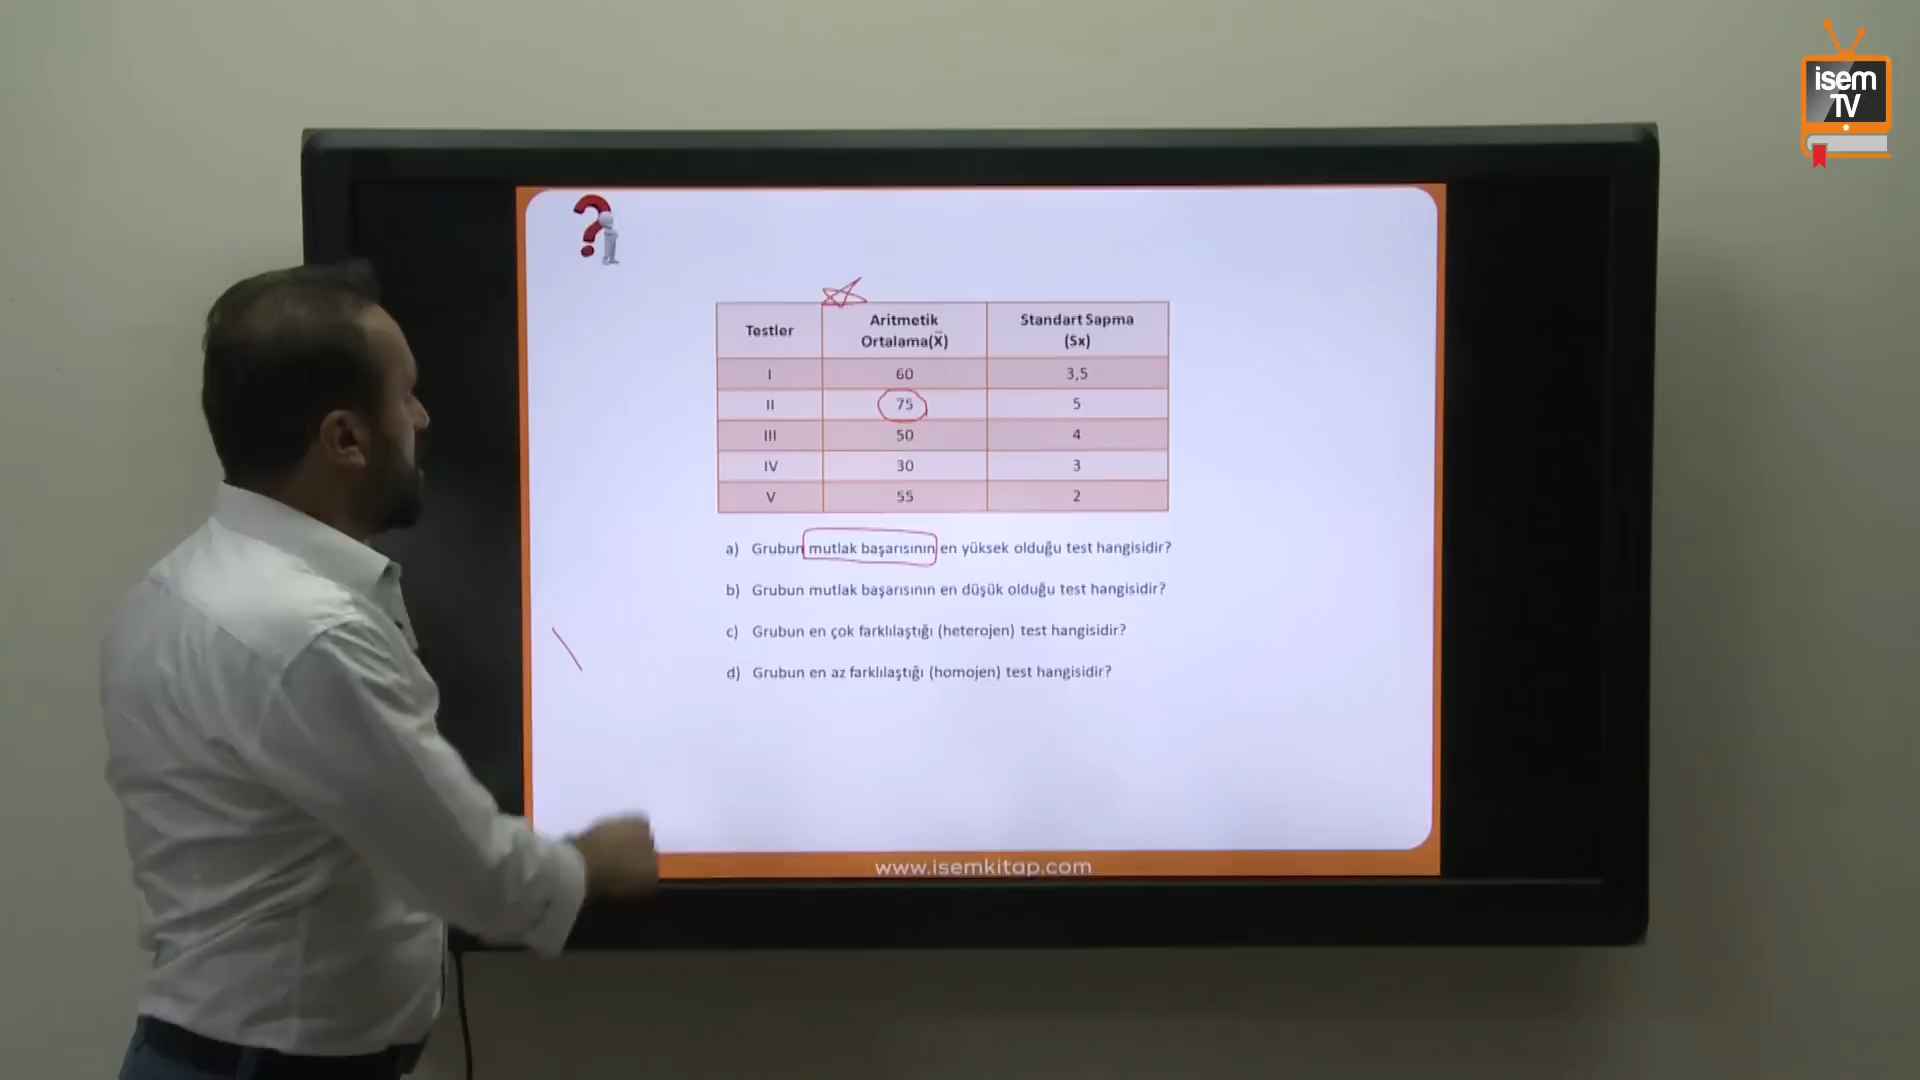 isem
TV
?
Testler Aritmetik Ortalama(X̄) Standart Sapma (Sx)
I 60 3,5
II 75 5
III 50 4
IV 30 3
V 55 2
a) Grubun mutlak başarısının en yüksek olduğu test hangisidir?
b) Grubun mutlak başarısının en düşük olduğu test hangisidir?
c) Grubun en çok farklılaştığı (heterojen) test hangisidir?
d) Grubun en az farklılaştığı (homojen) test hangisidir?
www.isemkitap.com